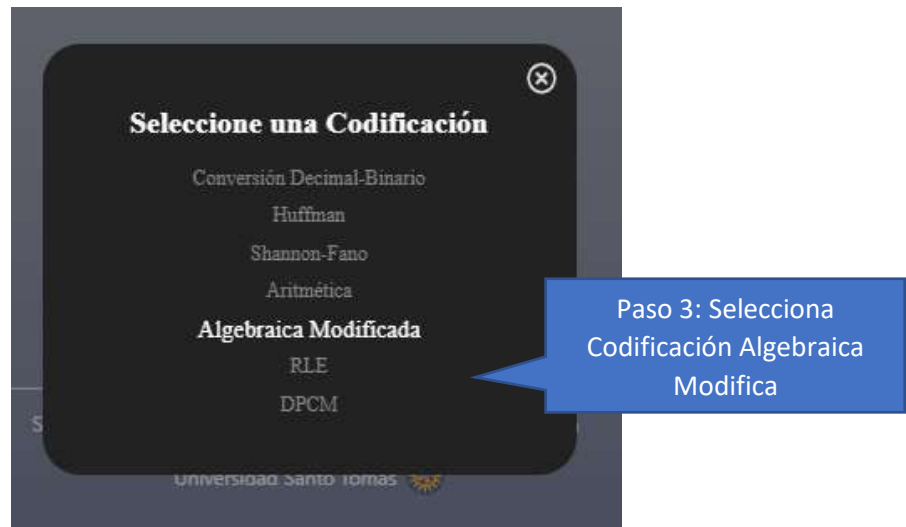 Seleccione una Codificación
Conversión Decimal-Binario
Huffman
Shannon-Fano
Aritmética
Algebraica Modificada
RLE
DPCM
Paso 3: Selecciona
Codificación Algebraica
Modifica
S
Universidad Santo Tomas